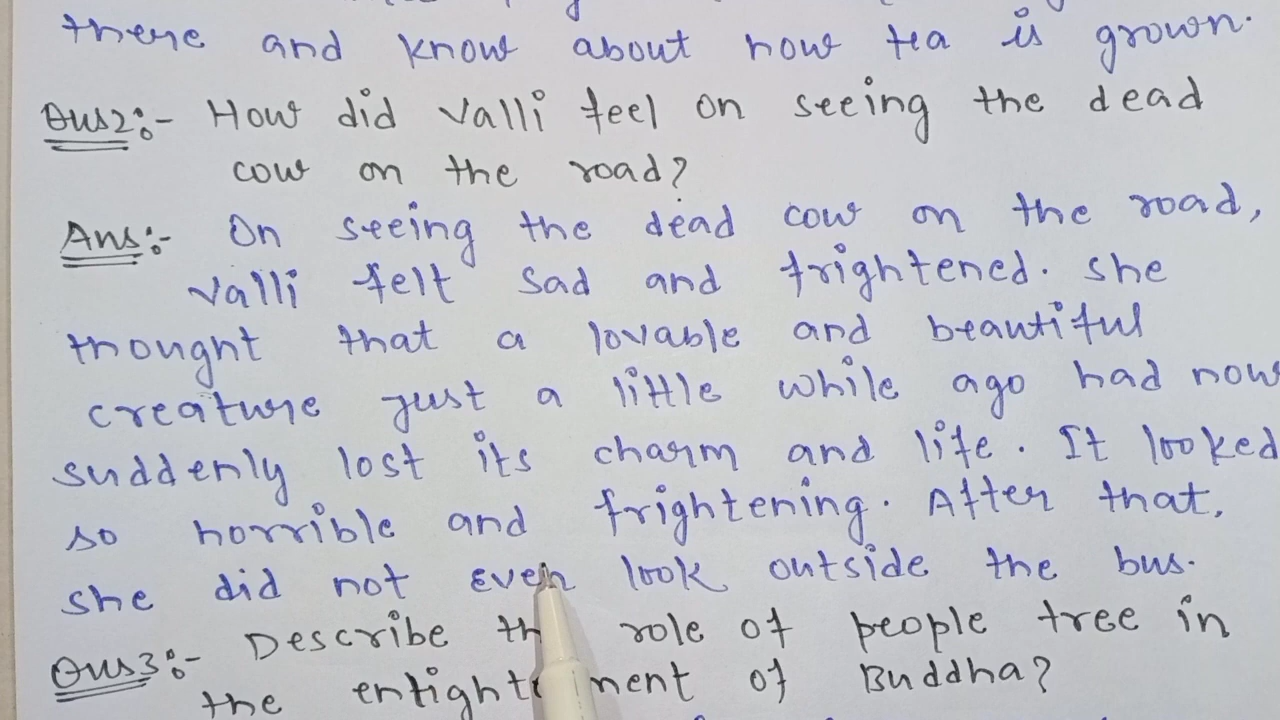 there and know about how tea is grown.
Ques2:- How did Valli feel on seeing the dead
cow on the road?
Ans:- On seeing the dead cow on the road,
Valli felt sad and frightened. She
thought that a lovable and beautiful
creature just a little while ago had now
suddenly lost its charm and life. It looked
so horrible and frightening. After that,
she did not even look outside the bus.
Ques3:- Describe the role of people tree in
the enlightenment of Buddha?